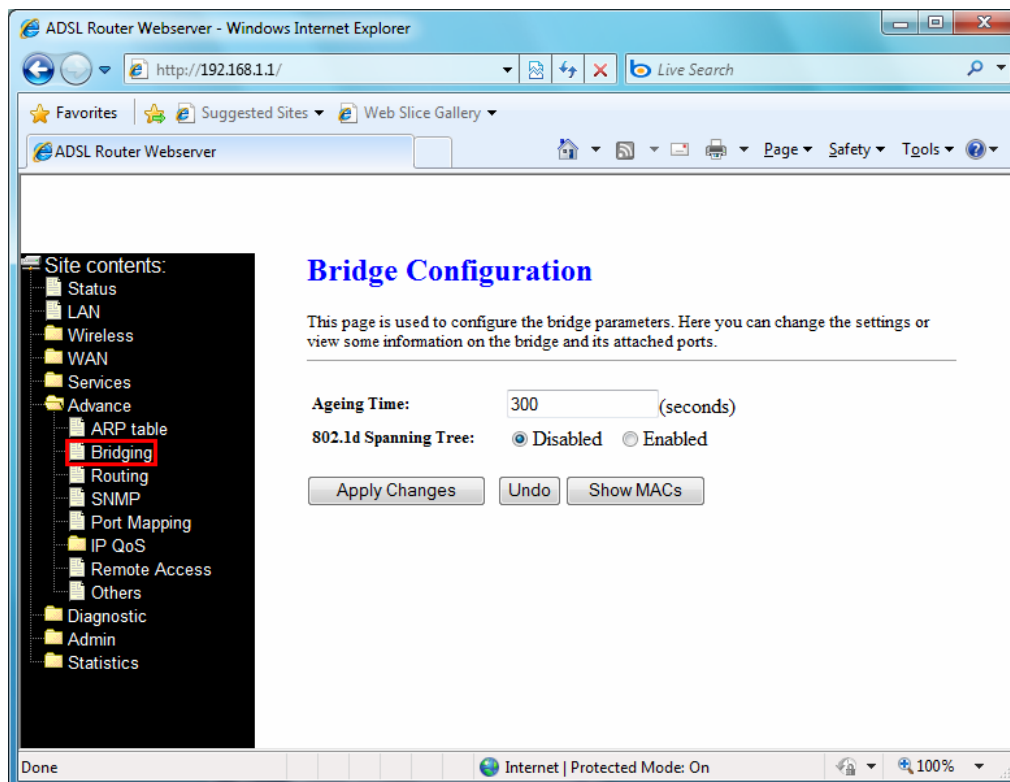 ADSL Router Webserver - Windows Internet Explorer
http://192.168.1.1/
Live Search
Favorites
Suggested Sites
Web Slice Gallery
ADSL Router Webserver
Page
Safety
Tools
Site contents:
Status
LAN
Wireless
WAN
Services
Advance
ARP table
Bridging
Routing
SNMP
Port Mapping
IP QoS
Remote Access
Others
Diagnostic
Admin
Statistics
Bridge Configuration
This page is used to configure the bridge parameters. Here you can change the settings or
view some information on the bridge and its attached ports.
Ageing Time: 300 (seconds)
802.1d Spanning Tree: Disabled Enabled
Apply Changes Undo Show MACs
Done
Internet | Protected Mode: On
100%